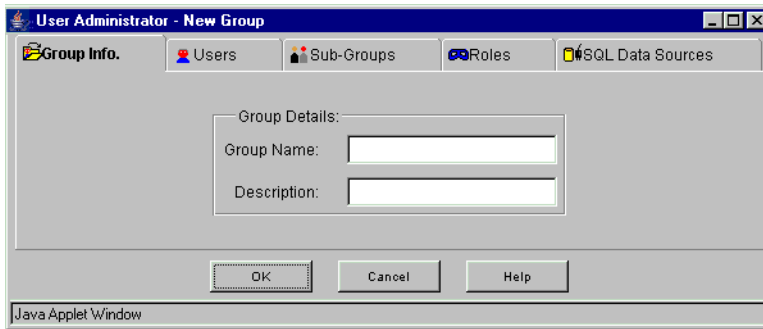 User Administrator - New Group
Group Info. Users Sub-Groups Roles SQL Data Sources
Group Details:
Group Name:
Description:
OK Cancel Help
Java Applet Window